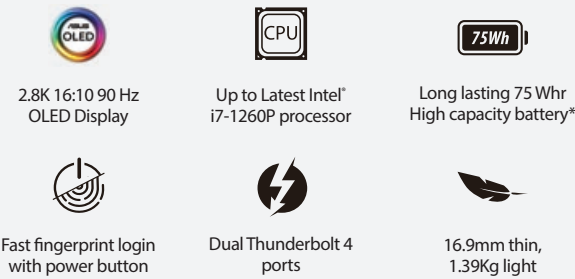 ASUS
OLED
CPU
75Wh
2.8K 16:10 90 Hz
OLED Display
Up to Latest Intel®
i7-1260P processor
Long lasting 75 Whr
High capacity battery*
Fast fingerprint login
with power button
Dual Thunderbolt 4
ports
16.9mm thin,
1.39Kg light